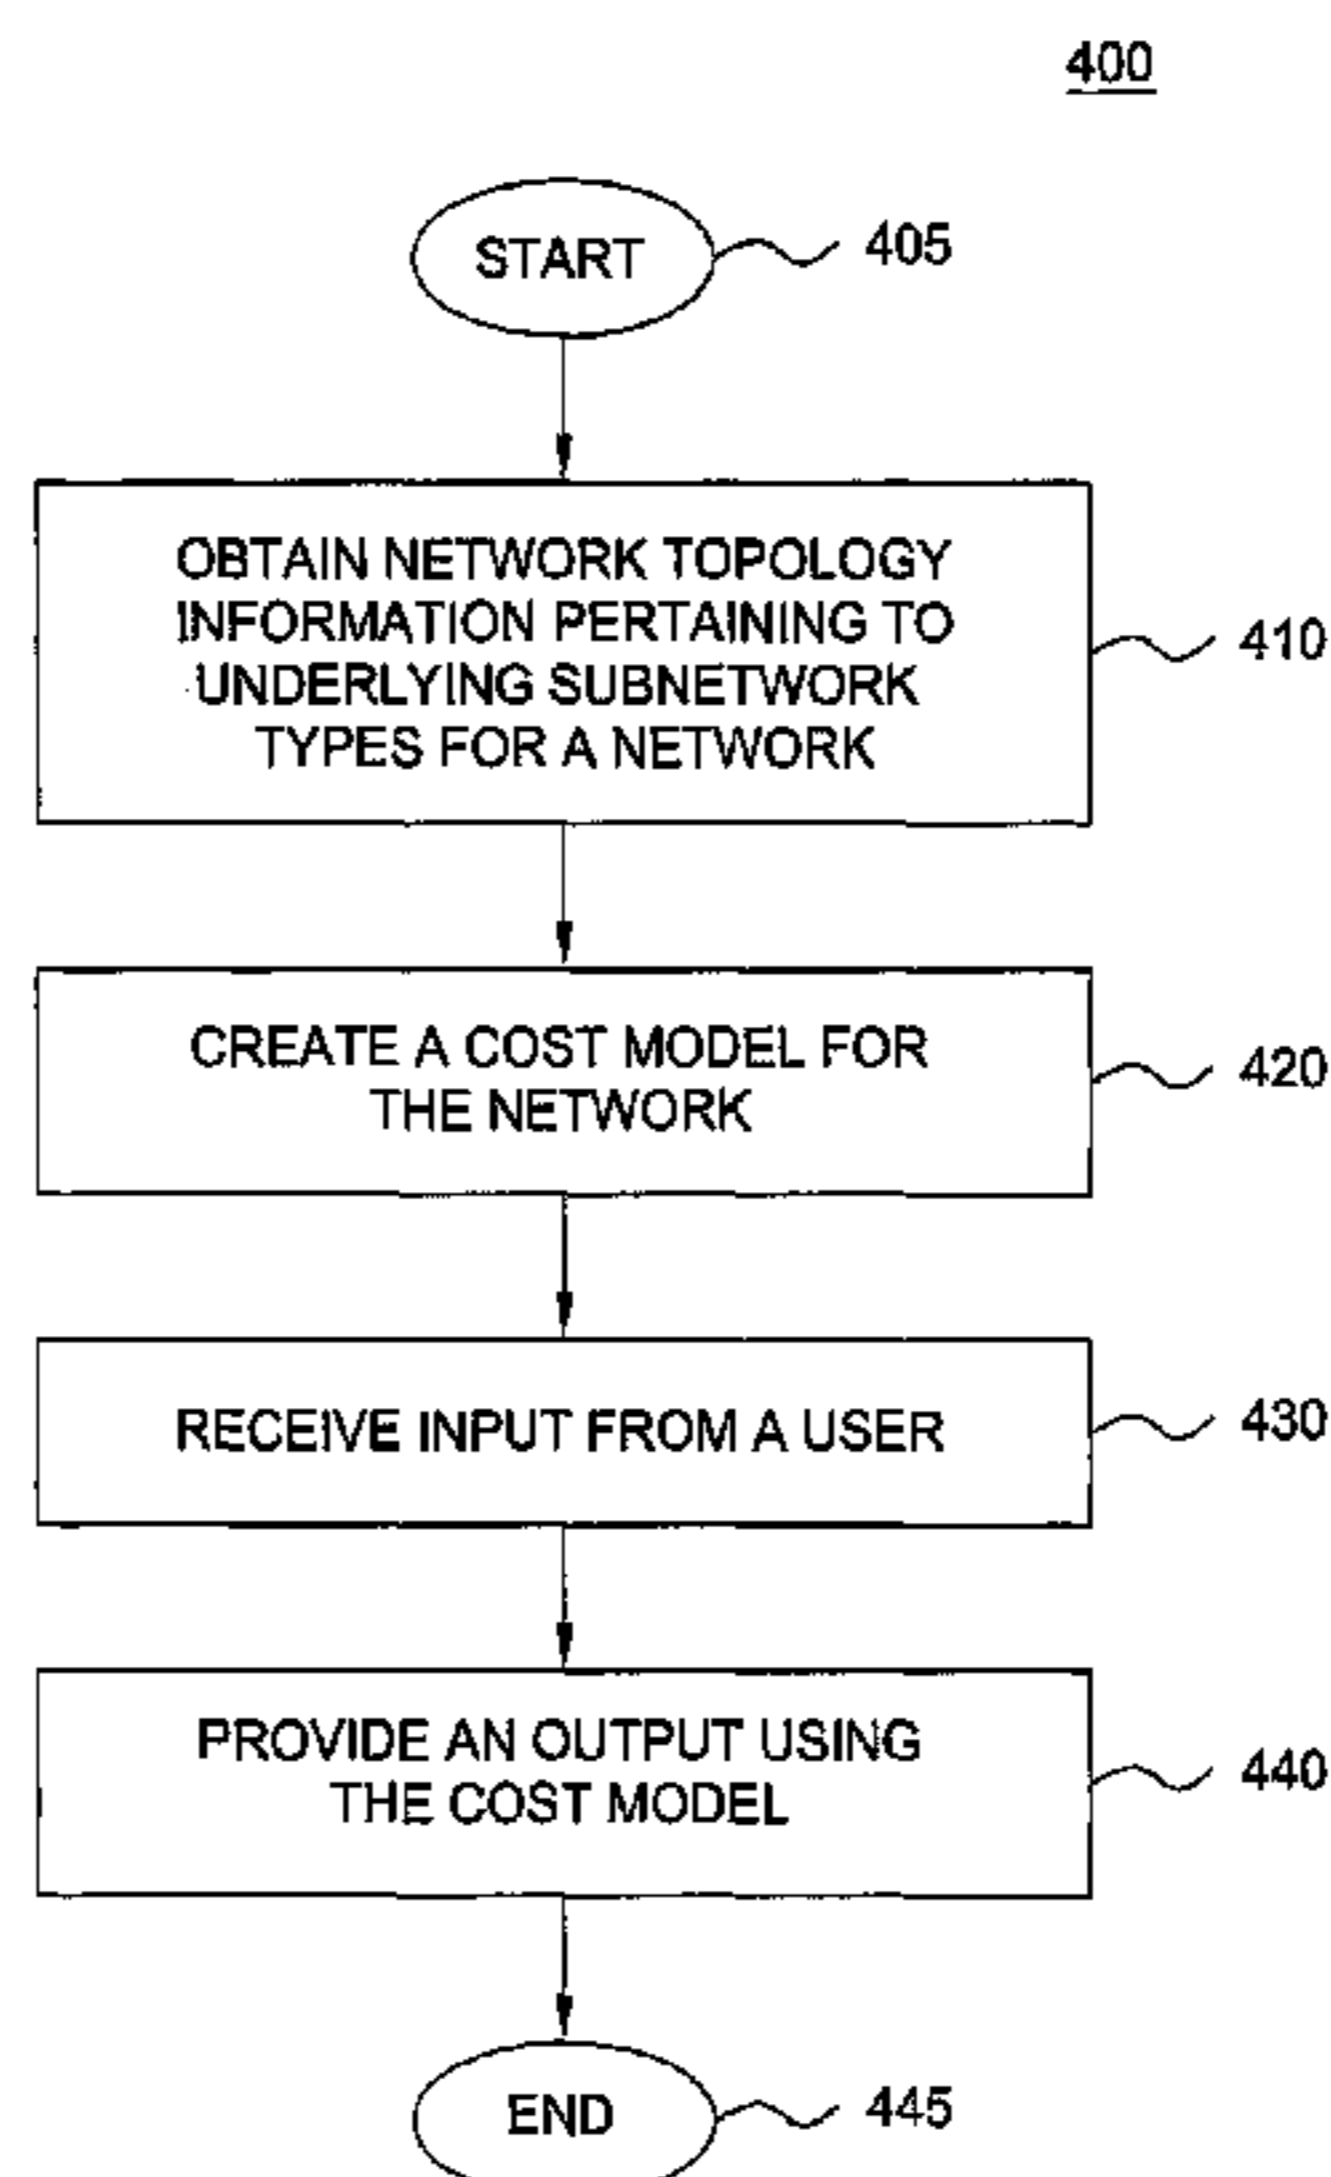 400
START
405
OBTAIN NETWORK TOPOLOGY
INFORMATION PERTAINING TO
UNDERLYING SUBNETWORK
TYPES FOR A NETWORK
410
CREATE A COST MODEL FOR
THE NETWORK
420
RECEIVE INPUT FROM A USER
430
PROVIDE AN OUTPUT USING
THE COST MODEL
440
END
445